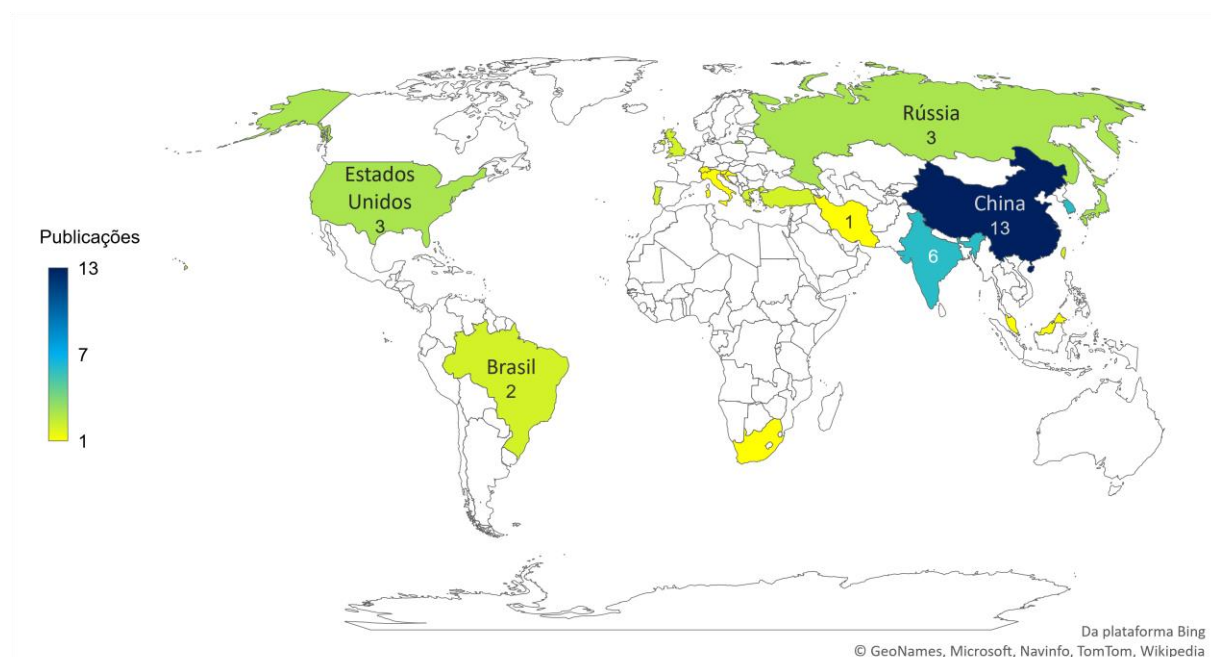 Rússia
3
Estados
Unidos
3
China
13
1
6
Publicações
13
7
1
Brasil
2
Da plataforma Bing
© GeoNames, Microsoft, Navinfo, TomTom, Wikipedia